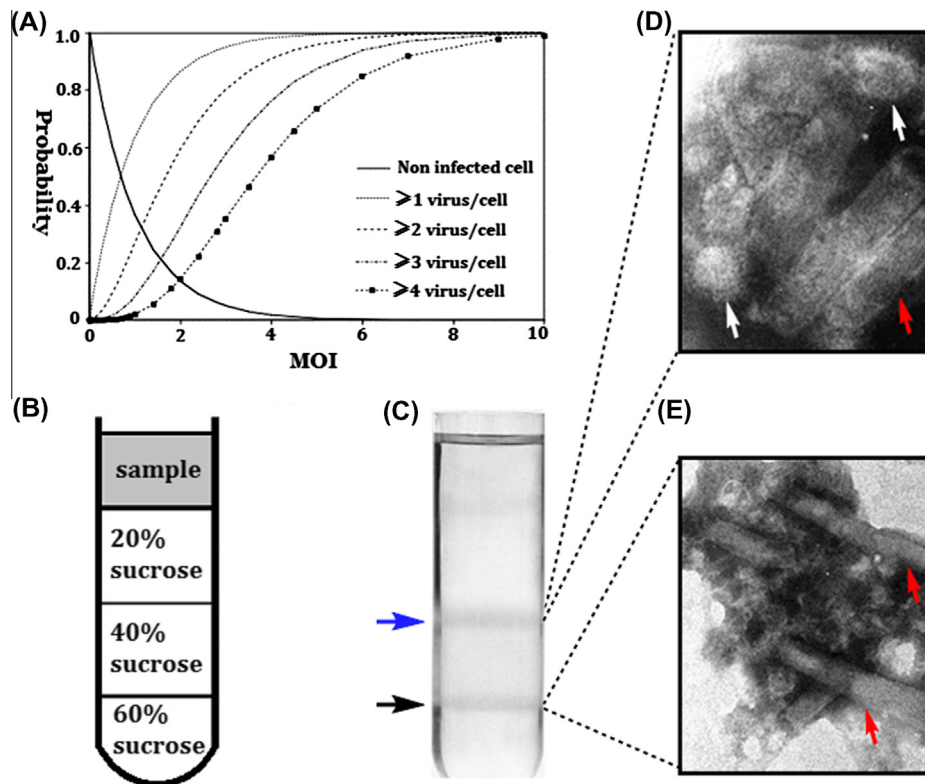 (A)
1.0
0.8
0.6
0.4
0.2
0
Probability
0 2 4 6 8 10
MOI
Non infected cell
⩾1 virus/cell
⩾2 virus/cell
⩾3 virus/cell
⩾4 virus/cell
(B)
sample
20%
sucrose
40%
sucrose
60%
sucrose
(C)
(D)
(E)